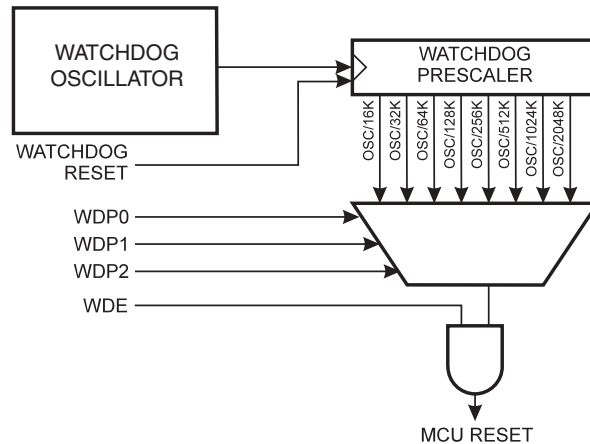 WATCHDOG
OSCILLATOR
WATCHDOG
PRESCALER
WATCHDOG
RESET
OSC/16K
OSC/32K
OSC/64K
OSC/128K
OSC/256K
OSC/512K
OSC/1024K
OSC/2048K
WDP0
WDP1
WDP2
WDE
MCU RESET